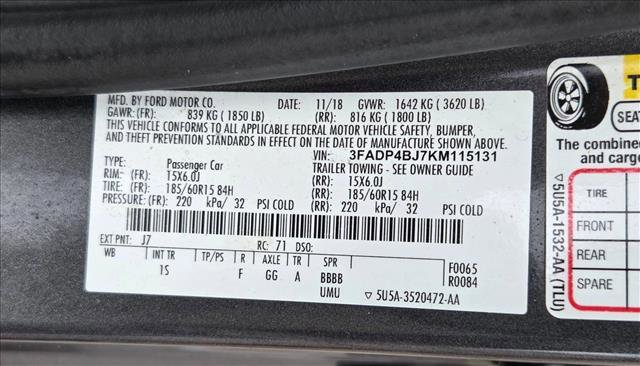 MFD. BY FORD MOTOR CO. DATE: 11/18 GVWR: 1642 KG ( 3620 LB)
GAWR: (FR): 839 KG ( 1850 LB) (RR): 816 KG ( 1800 LB)
THIS VEHICLE CONFORMS TO ALL APPLICABLE FEDERAL MOTOR VEHICLE SAFETY, BUMPER,
AND THEFT PREVENTION STANDARDS IN EFFECT ON THE DATE OF MANUFACTURE SHOWN ABOVE.
VIN: 3FADP4BJ7KM115131
TYPE: Passenger Car TRAILER TOWING - SEE OWNER GUIDE
RIM: (FR): 15X6.0J (RR): 15X6.0J
TIRE: (FR): 185/60R15 84H (RR): 185/60R15 84H
PRESSURE: (FR): 220 kPa/ 32 PSI COLD (RR): 220 kPa/ 32 PSI COLD
EXT PNT: J7 RC: 71 DSO:
WB INT TR TP/PS R AXLE TR SPR F0065
1S F GG A BBBB R0084
UMU ▽ 5U5A-3520472-AA
▽ 5U5A-1532-AA (TLU)
T
SEAT
The combined
and cargo
TIRE
FRONT
REAR
SPARE